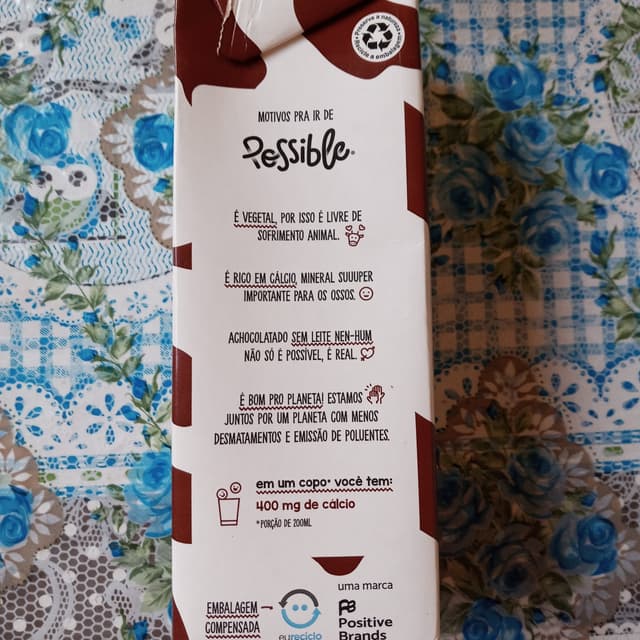 Preserve a natureza
Recicle a embalagem
MOTIVOS PRA IR DE
Possible®
É VEGETAL, POR ISSO É LIVRE DE
SOFRIMENTO ANIMAL.
É RICO EM CÁLCIO, MINERAL SUUUPER
IMPORTANTE PARA OS OSSOS.
ACHOCOLATADO SEM LEITE NEN-HUM
NÃO SÓ É POSSÍVEL, É REAL.
É BOM PRO PLANETA! ESTAMOS
JUNTOS POR UM PLANETA COM MENOS
DESMATAMENTOS E EMISSÃO DE POLUENTES.
em um copo* você tem:
400 mg de cálcio
*PORÇÃO DE 200ML
EMBALAGEM
COMPENSADA
eureciclo
uma marca
Positive
Brands